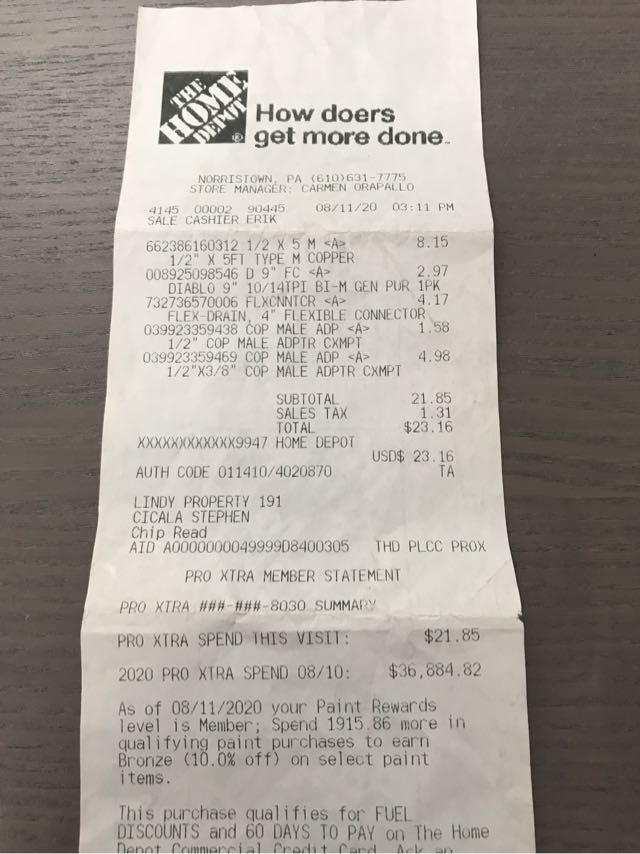 THE HOME DEPOT®
How doers
get more done™
NORRISTOWN, PA (610)631-7775
STORE MANAGER: CARMEN ORAPALLO
4145 00002 90445 08/11/20 03:11 PM
SALE CASHIER ERIK
662386160312 1/2 X 5 M <A> 8.15
1/2" X 5FT TYPE M COPPER
008925098546 D 9" FC <A> 2.97
DIABLO 9" 10/14TPI BI-M GEN PUR 1PK
732736570006 FLXCNNTCR <A> 4.17
FLEX-DRAIN, 4" FLEXIBLE CONNECTOR
039923359438 COP MALE ADP <A> 1.58
1/2" COP MALE ADPTR CXMPT
039923359469 COP MALE ADP <A> 4.98
1/2"X3/8" COP MALE ADPTR CXMPT
SUBTOTAL 21.85
SALES TAX 1.31
TOTAL $23.16
XXXXXXXXXXXX9947 HOME DEPOT
USD$ 23.16
AUTH CODE 011410/4020870 TA
LINDY PROPERTY 191
CICALA STEPHEN
Chip Read
AID A0000000049999D8400305 THD PLCC PROX
PRO XTRA MEMBER STATEMENT
PRO XTRA ###-###-8030 SUMMARY
PRO XTRA SPEND THIS VISIT: $21.85
2020 PRO XTRA SPEND 08/10: $36,884.82
As of 08/11/2020 your Paint Rewards
level is Member; Spend 1915.86 more in
qualifying paint purchases to earn
Bronze (10.0% off) on select paint
items.
This purchase qualifies for FUEL
DISCOUNTS and 60 DAYS TO PAY on The Home
Depot Commercial Credit Card. Ask an